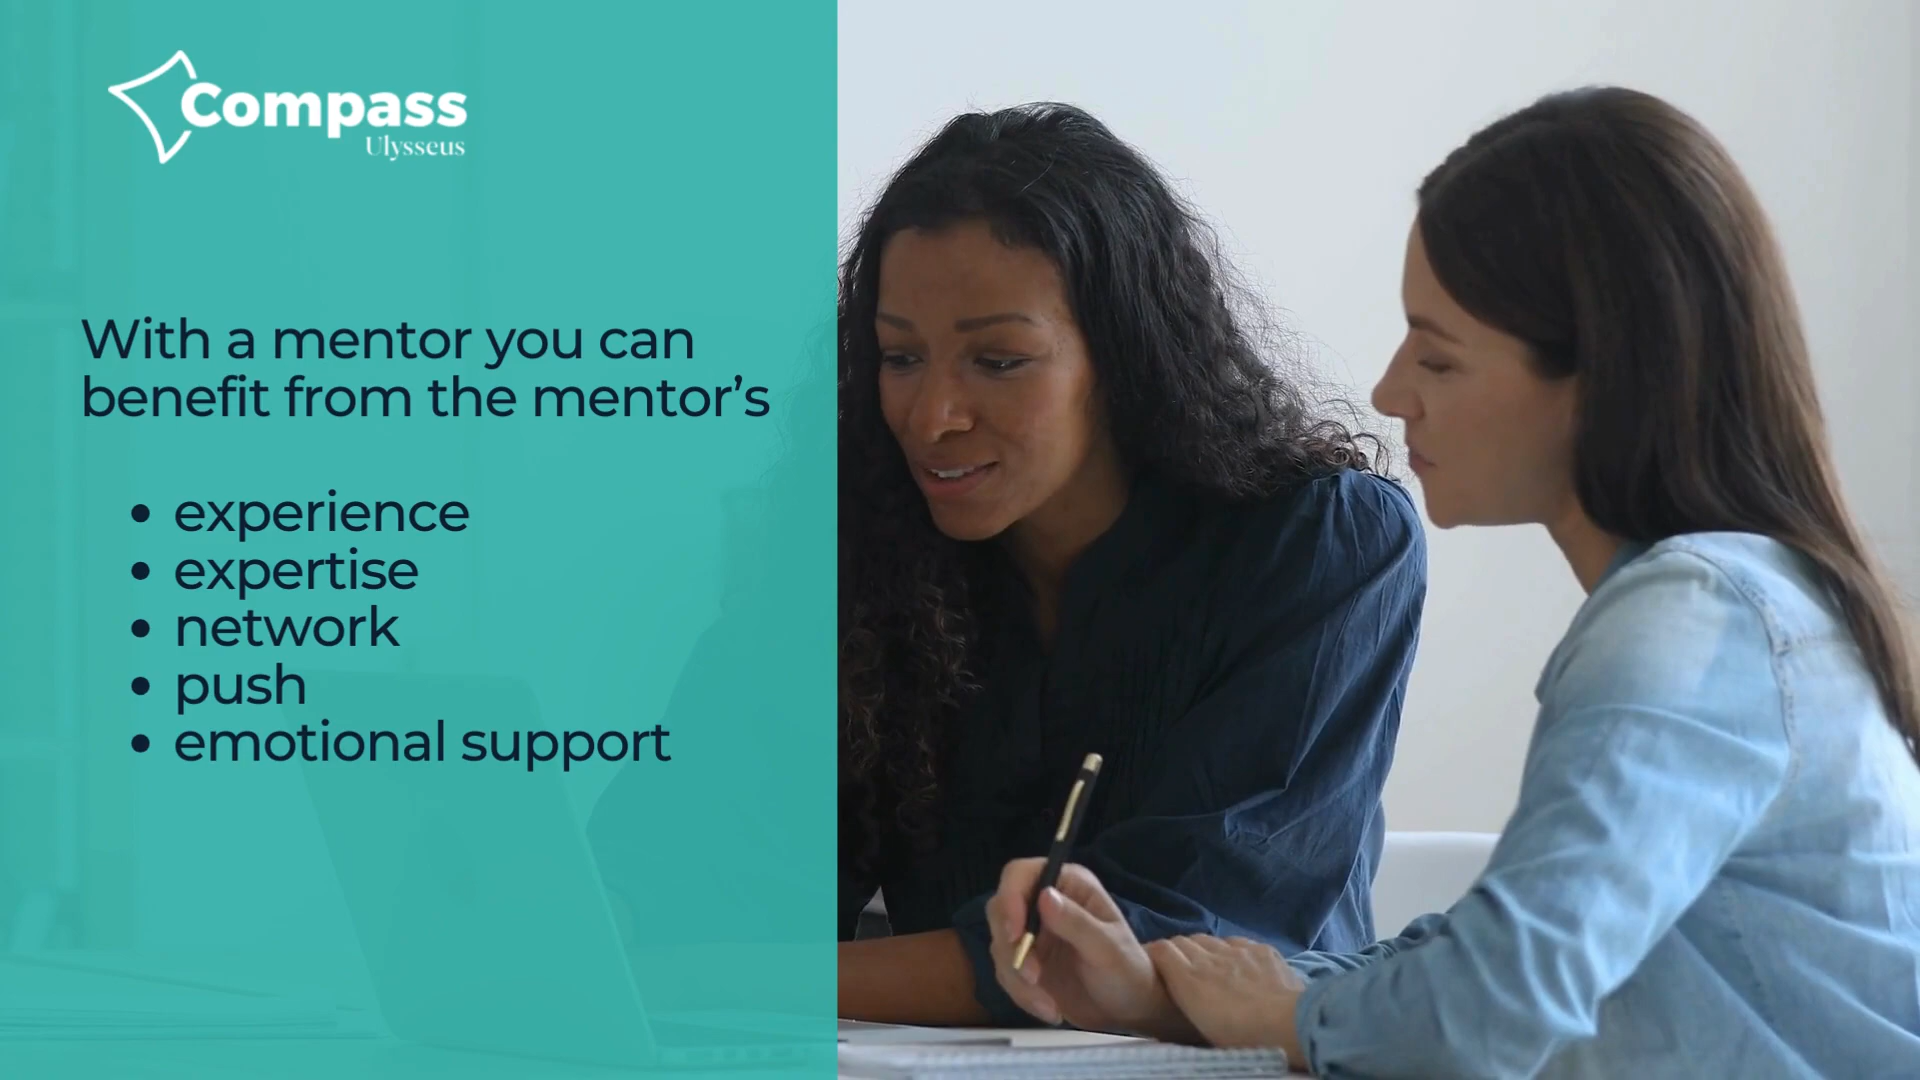 Compass
Ulysseus
With a mentor you can
benefit from the mentor’s
• experience
• expertise
• network
• push
• emotional support